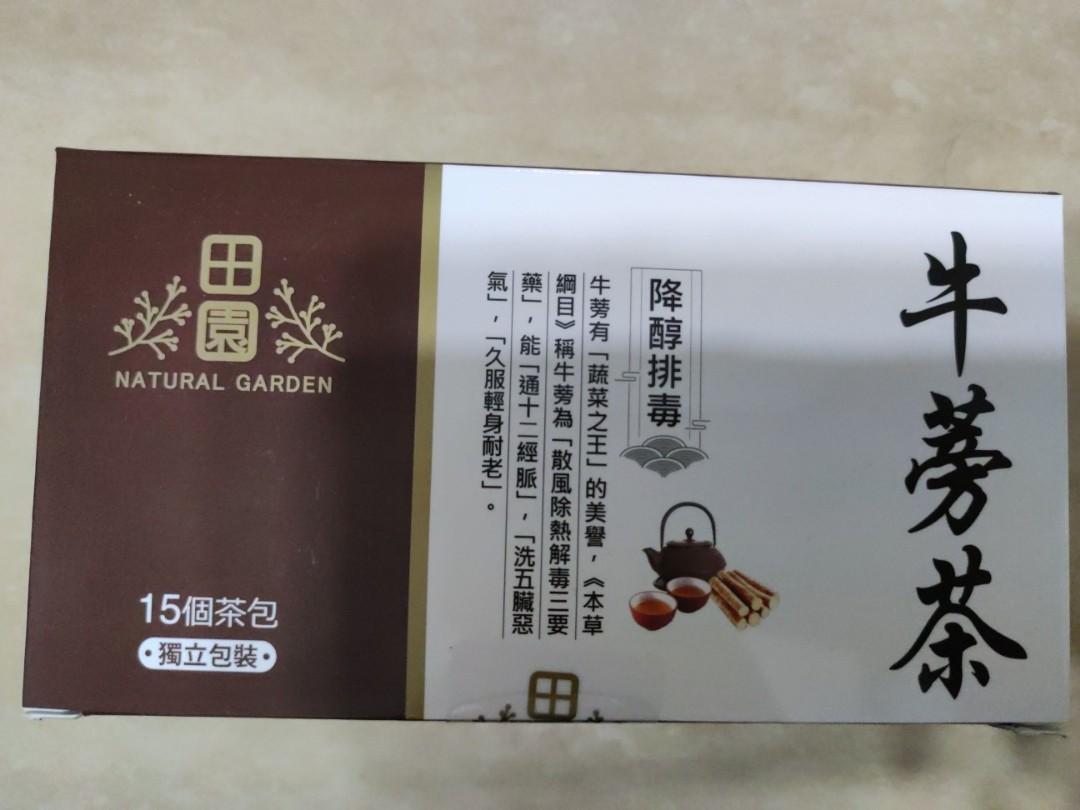 牛蒡茶
降醇排毒
牛蒡有「蔬菜之王」的美譽，《本草
綱目》稱牛蒡為「散風除熱解毒三要
藥」，能「通十二經脈」，「洗五臟惡
氣」，「久服輕身耐老」。
田園
NATURAL GARDEN
15個茶包
•獨立包裝•
田